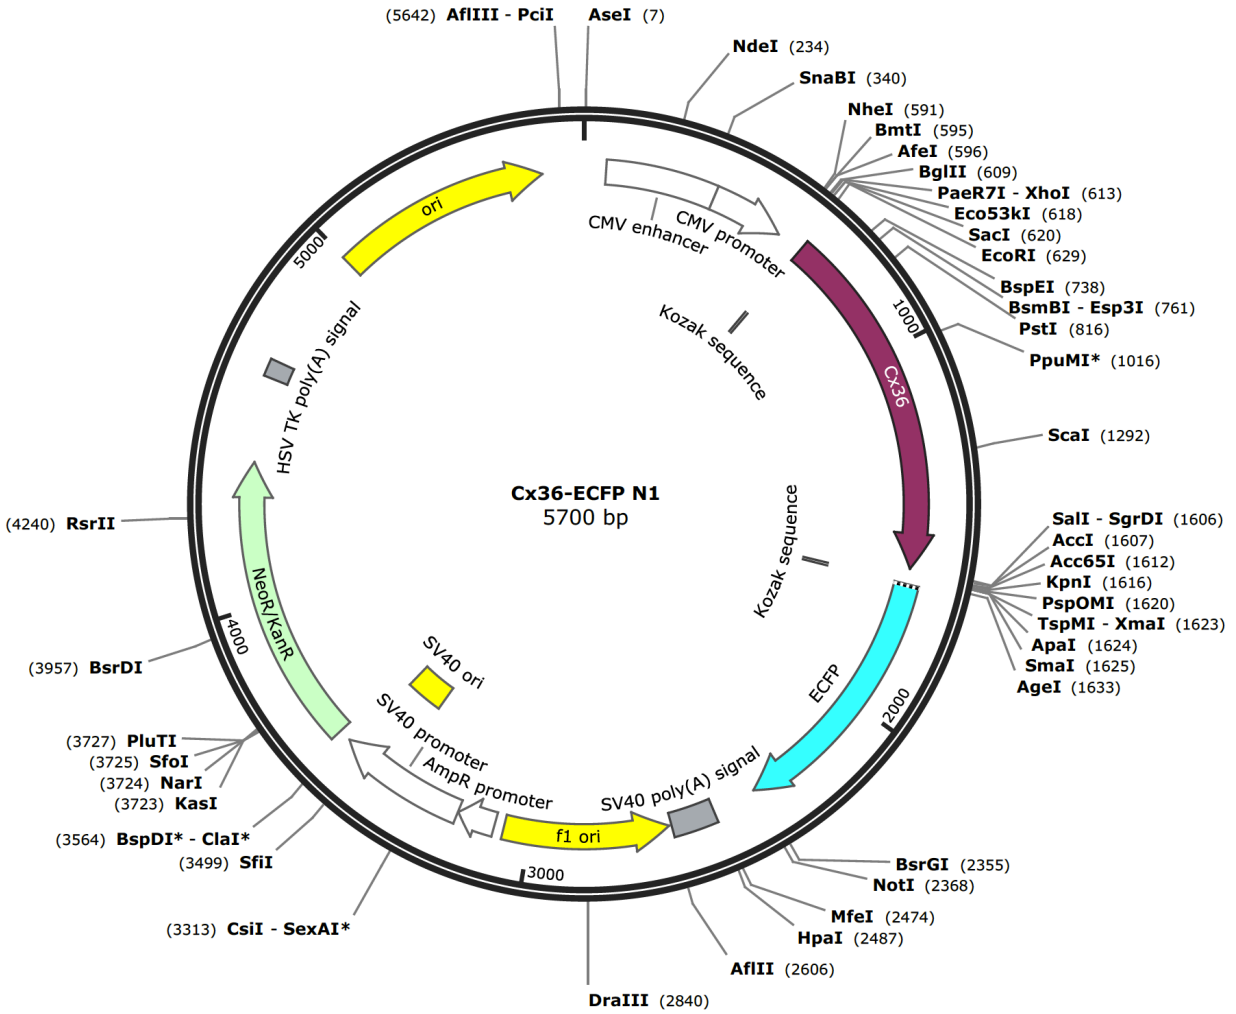 (5642) AflIII - PciI
AseI (7)
NdeI (234)
SnaBI (340)
NheI (591)
BmtI (595)
AfeI (596)
BglII (609)
PaeR7I - XhoI (613)
Eco53kI (618)
SacI (620)
EcoRI (629)
BspEI (738)
BsmBI - Esp3I (761)
PstI (816)
PpuMI* (1016)
ScaI (1292)
SalI - SgrDI (1606)
AccI (1607)
Acc65I (1612)
KpnI (1616)
PspOMI (1620)
TspMI - XmaI (1623)
ApaI (1624)
SmaI (1625)
AgeI (1633)
BsrGI (2355)
NotI (2368)
MfeI (2474)
HpaI (2487)
AflII (2606)
DraIII (2840)
(3313) CsiI - SexAI*
(3499) SfiI
(3564) BspDI* - ClaI*
(3723) KasI
(3724) NarI
(3725) SfoI
(3727) PluTI
(3957) BsrDI
(4240) RsrII
1000
2000
3000
4000
5000
ori
CMV enhancer
CMV promoter
Kozak sequence
Cx36
Kozak sequence
ECFP
SV40 poly(A) signal
f1 ori
AmpR promoter
SV40 promoter
SV40 ori
NeoR/KanR
HSV TK poly(A) signal
Cx36-ECFP N1
5700 bp